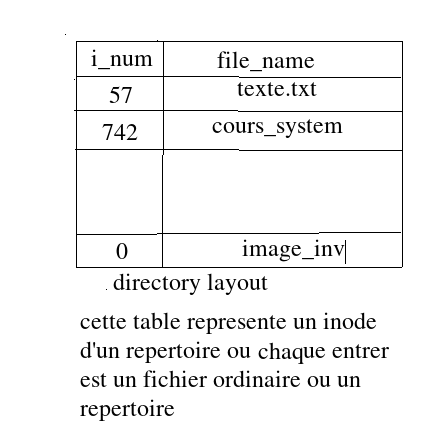 i_num file_name
57 texte.txt
742 cours_system
0 image_inv
directory layout
cette table represente un inode
d'un repertoire ou chaque entrer
est un fichier ordinaire ou un
repertoire